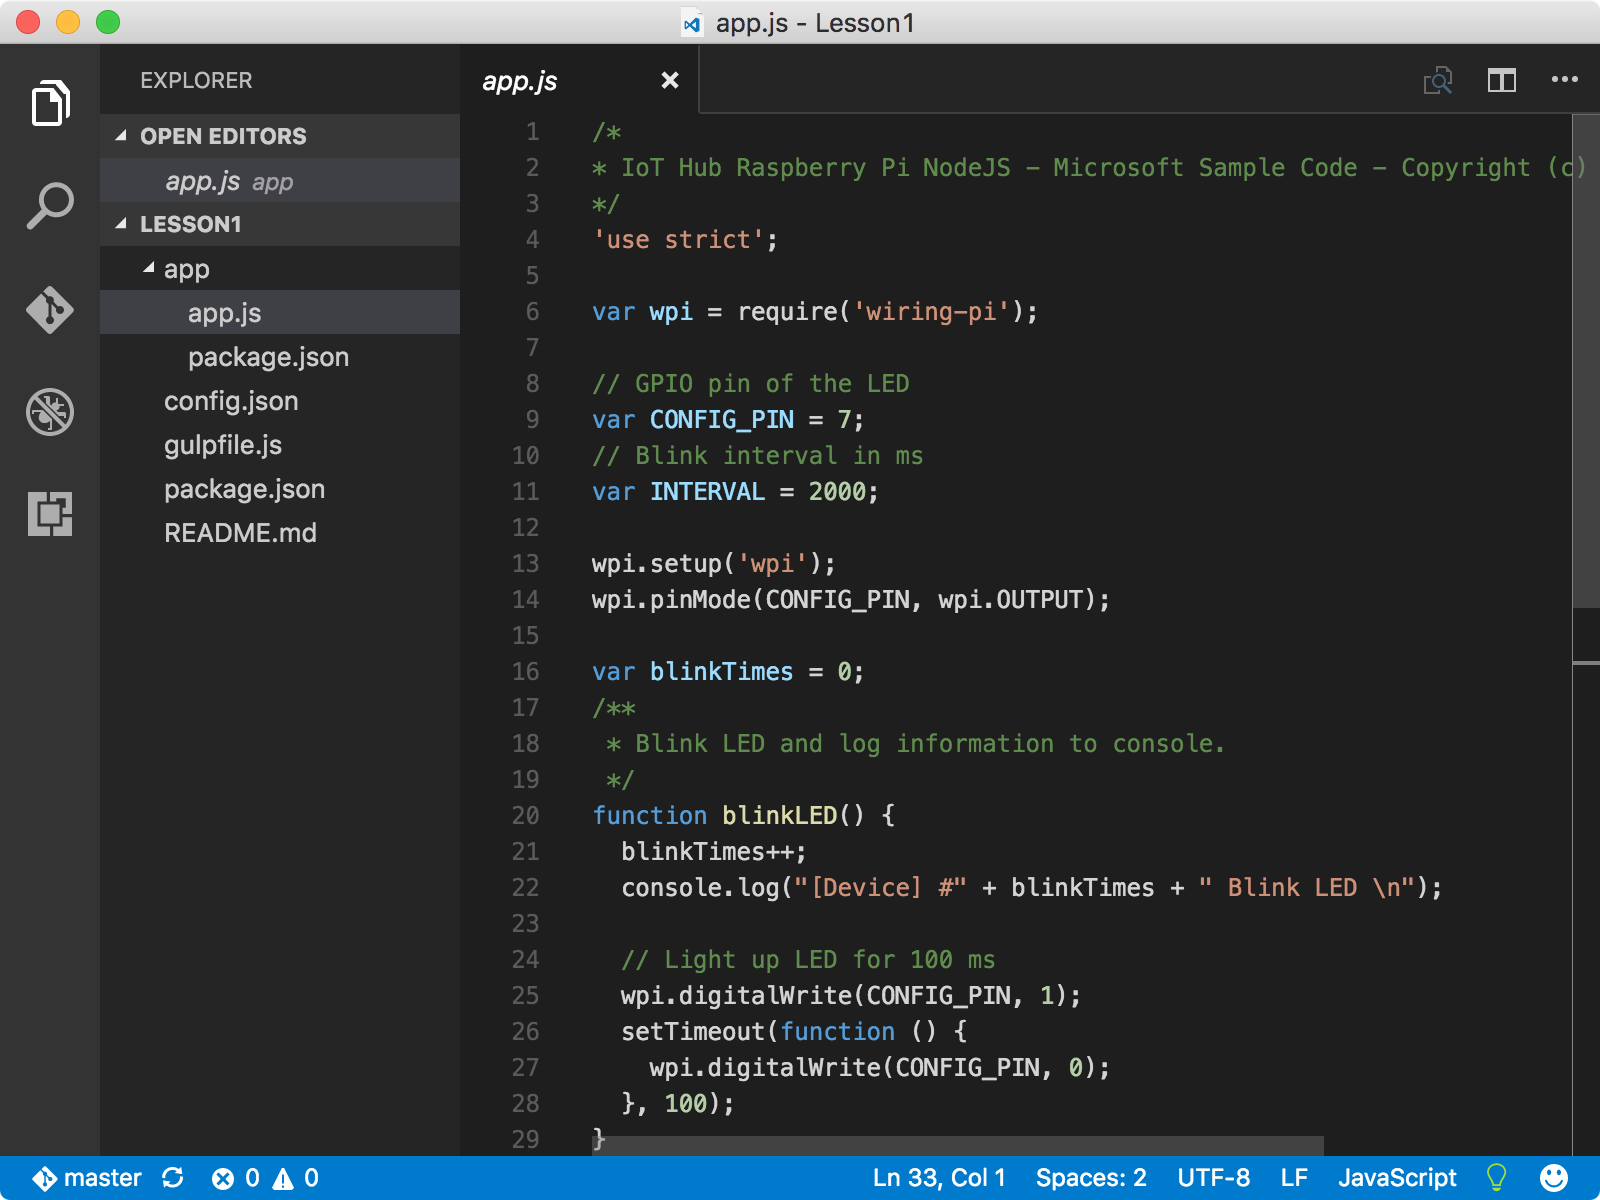 app.js - Lesson1
EXPLORER
OPEN EDITORS
app.js app
LESSON1
app
app.js
package.json
config.json
gulpfile.js
package.json
README.md
app.js
1 /*
2 * IoT Hub Raspberry Pi NodeJS - Microsoft Sample Code - Copyright (c)
3 */
4 'use strict';
5
6 var wpi = require('wiring-pi');
7
8 // GPIO pin of the LED
9 var CONFIG_PIN = 7;
10 // Blink interval in ms
11 var INTERVAL = 2000;
12
13 wpi.setup('wpi');
14 wpi.pinMode(CONFIG_PIN, wpi.OUTPUT);
15
16 var blinkTimes = 0;
17 /**
18  * Blink LED and log information to console.
19  */
20 function blinkLED() {
21   blinkTimes++;
22   console.log("[Device] #" + blinkTimes + " Blink LED \n");
23
24   // Light up LED for 100 ms
25   wpi.digitalWrite(CONFIG_PIN, 1);
26   setTimeout(function () {
27     wpi.digitalWrite(CONFIG_PIN, 0);
28   }, 100);
29 }
master 0 0 Ln 33, Col 1 Spaces: 2 UTF-8 LF JavaScript